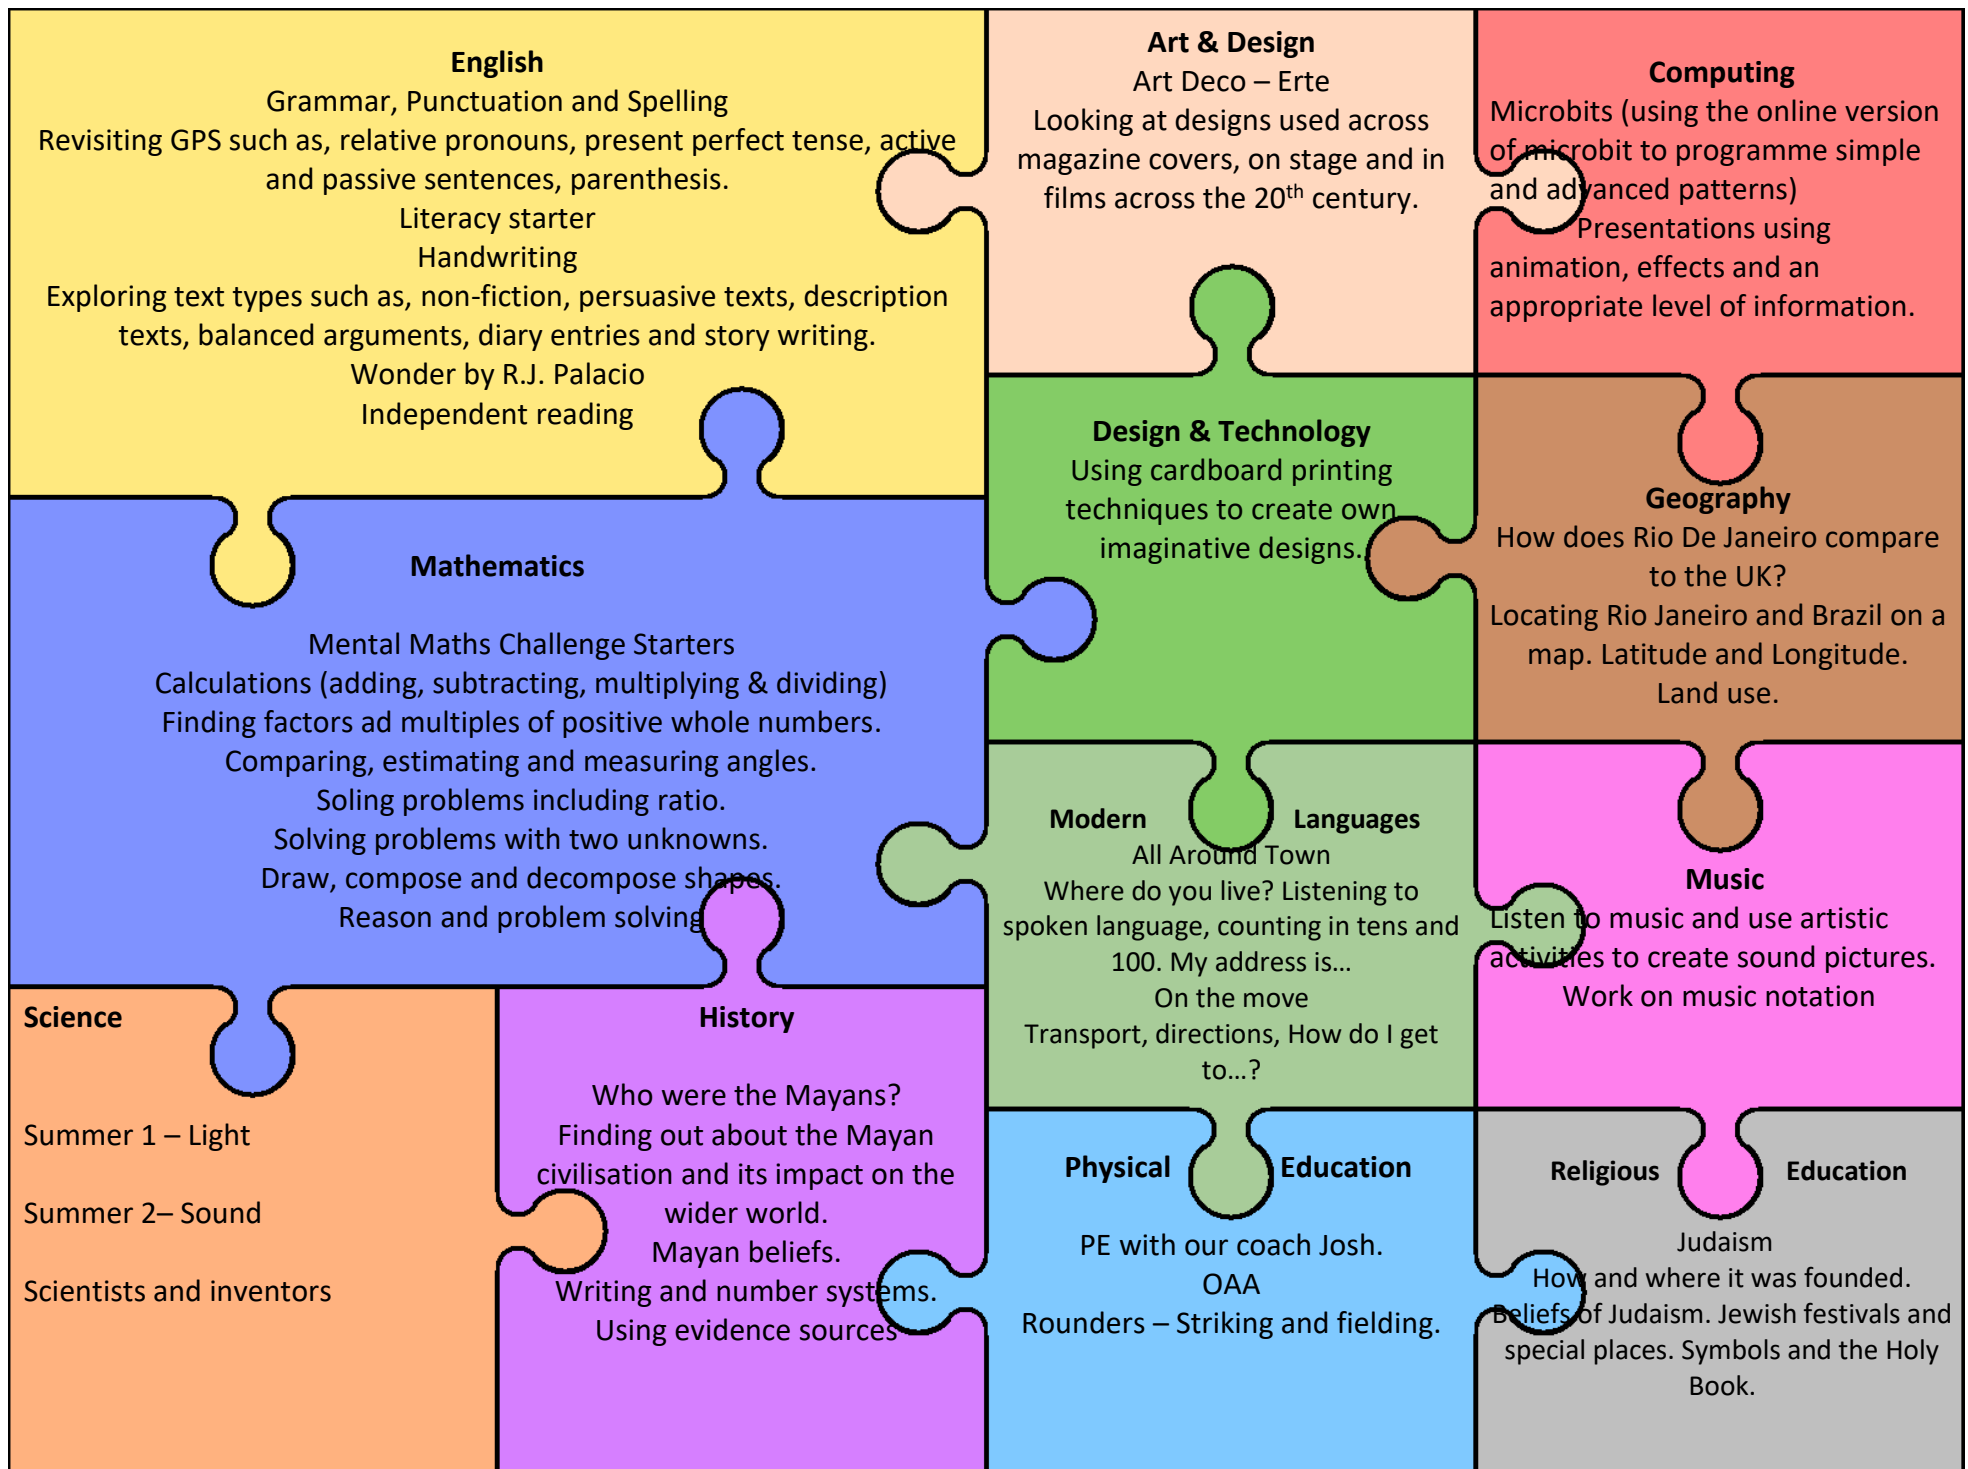 English
Grammar, Punctuation and Spelling
Revisiting GPS such as, relative pronouns, present perfect tense, active
and passive sentences, parenthesis.
Literacy starter
Handwriting
Exploring text types such as, non-fiction, persuasive texts, description
texts, balanced arguments, diary entries and story writing.
Wonder by R.J. Palacio
Independent reading
Art & Design
Art Deco – Erte
Looking at designs used across
magazine covers, on stage and in
films across the 20th century.
Computing
Microbits (using the online version
of microbit to programme simple
and advanced patterns)
Presentations using
animation, effects and an
appropriate level of information.
Design & Technology
Using cardboard printing
techniques to create own
imaginative designs.
Geography
How does Rio De Janeiro compare
to the UK?
Locating Rio Janeiro and Brazil on a
map. Latitude and Longitude.
Land use.
Mathematics
Mental Maths Challenge Starters
Calculations (adding, subtracting, multiplying & dividing)
Finding factors ad multiples of positive whole numbers.
Comparing, estimating and measuring angles.
Soling problems including ratio.
Solving problems with two unknowns.
Draw, compose and decompose shapes.
Reason and problem solving
Modern Languages
All Around Town
Where do you live? Listening to
spoken language, counting in tens and
100. My address is…
On the move
Transport, directions, How do I get
to…?
Music
Listen to music and use artistic
activities to create sound pictures.
Work on music notation
Science
Summer 1 – Light
Summer 2– Sound
Scientists and inventors
History
Who were the Mayans?
Finding out about the Mayan
civilisation and its impact on the
wider world.
Mayan beliefs.
Writing and number systems.
Using evidence sources
Physical Education
PE with our coach Josh.
OAA
Rounders – Striking and fielding.
Religious Education
Judaism
How and where it was founded.
Beliefs of Judaism. Jewish festivals and
special places. Symbols and the Holy
Book.